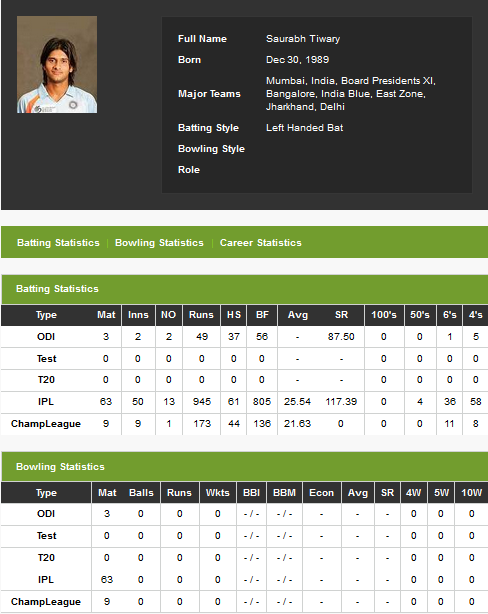 Full Name Saurabh Tiwary
Born Dec 30, 1989
Major Teams Mumbai, India, Board Presidents XI,
Bangalore, India Blue, East Zone,
Jharkhand, Delhi
Batting Style Left Handed Bat
Bowling Style
Role
Batting Statistics | Bowling Statistics | Career Statistics
Batting Statistics
Type Mat Inns NO Runs HS BF Avg SR 100's 50's 6's 4's
ODI 3 2 2 49 37 56 - 87.50 0 0 1 5
Test 0 0 0 0 0 0 - - 0 0 0 0
T20 0 0 0 0 0 0 - - 0 0 0 0
IPL 63 50 13 945 61 805 25.54 117.39 0 4 36 58
ChampLeague 9 9 1 173 44 136 21.63 0 0 0 11 8
Bowling Statistics
Type Mat Balls Runs Wkts BBI BBM Econ Avg SR 4W 5W 10W
ODI 3 0 0 0 - / - - / - - - - 0 0 0
Test 0 0 0 0 - / - - / - - - - 0 0 0
T20 0 0 0 0 - / - - / - - - - 0 0 0
IPL 63 0 0 0 - / - - / - - - - 0 0 0
ChampLeague 9 0 0 0 - / - - / - - - - 0 0 0